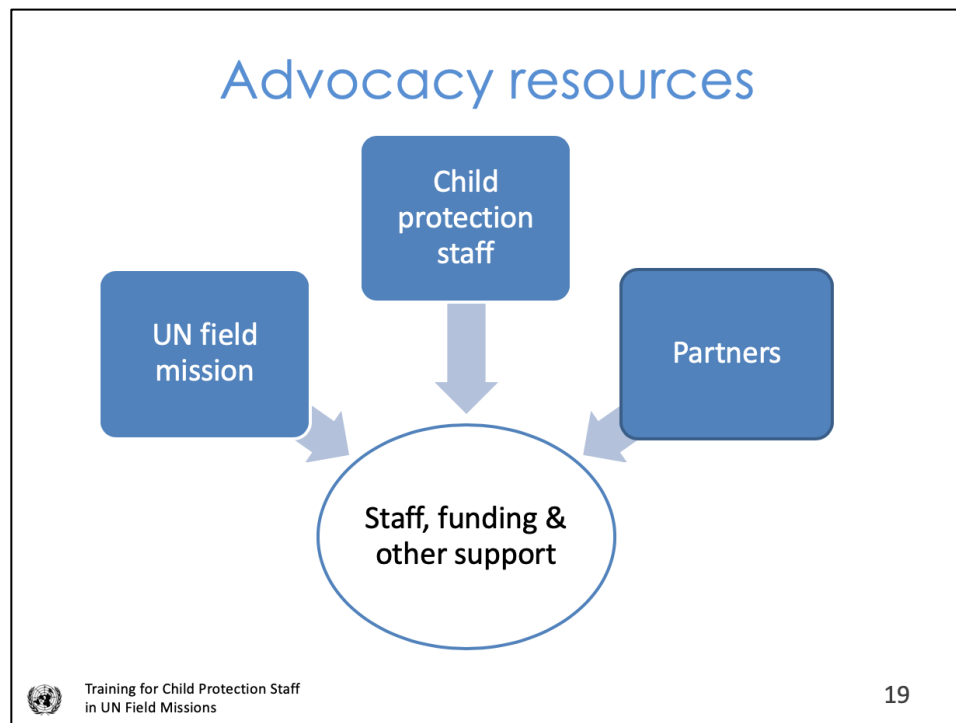 Advocacy resources
Child
protection
staff
UN field
mission
Partners
Staff, funding &
other support
Training for Child Protection Staff
in UN Field Missions
19